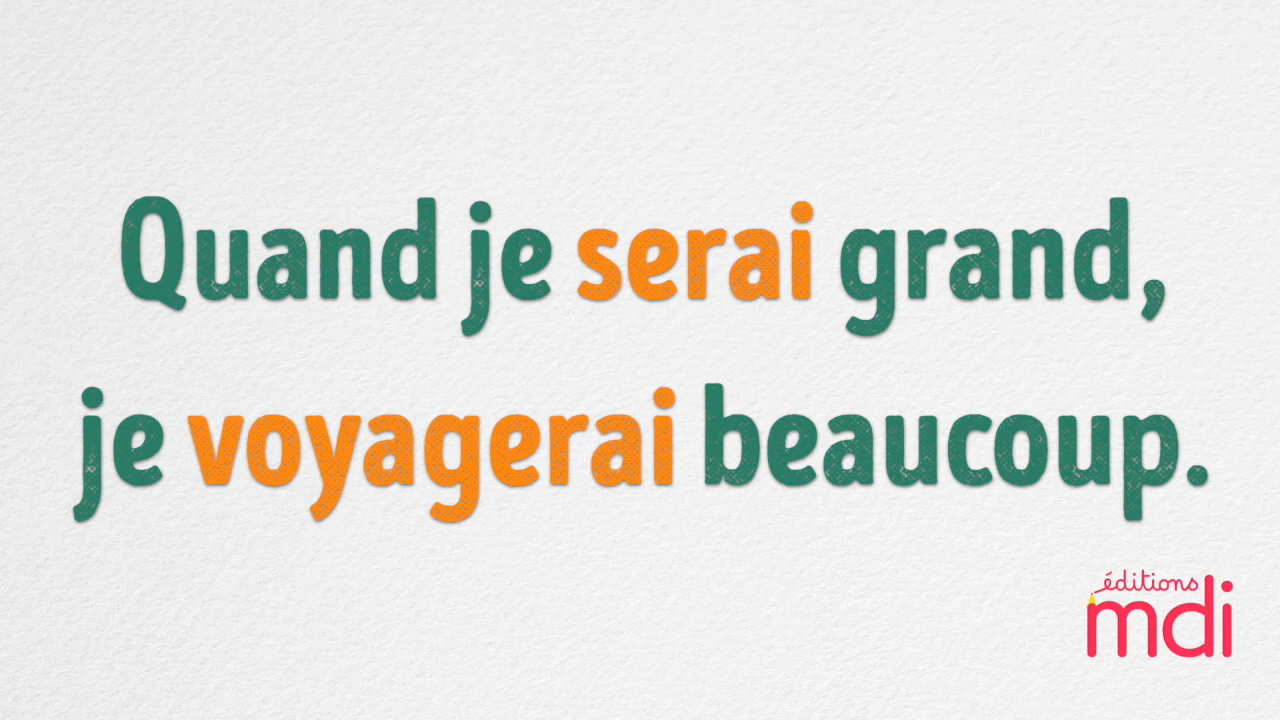 Quand je serai grand,
je voyagerai beaucoup.
éditions
mdi